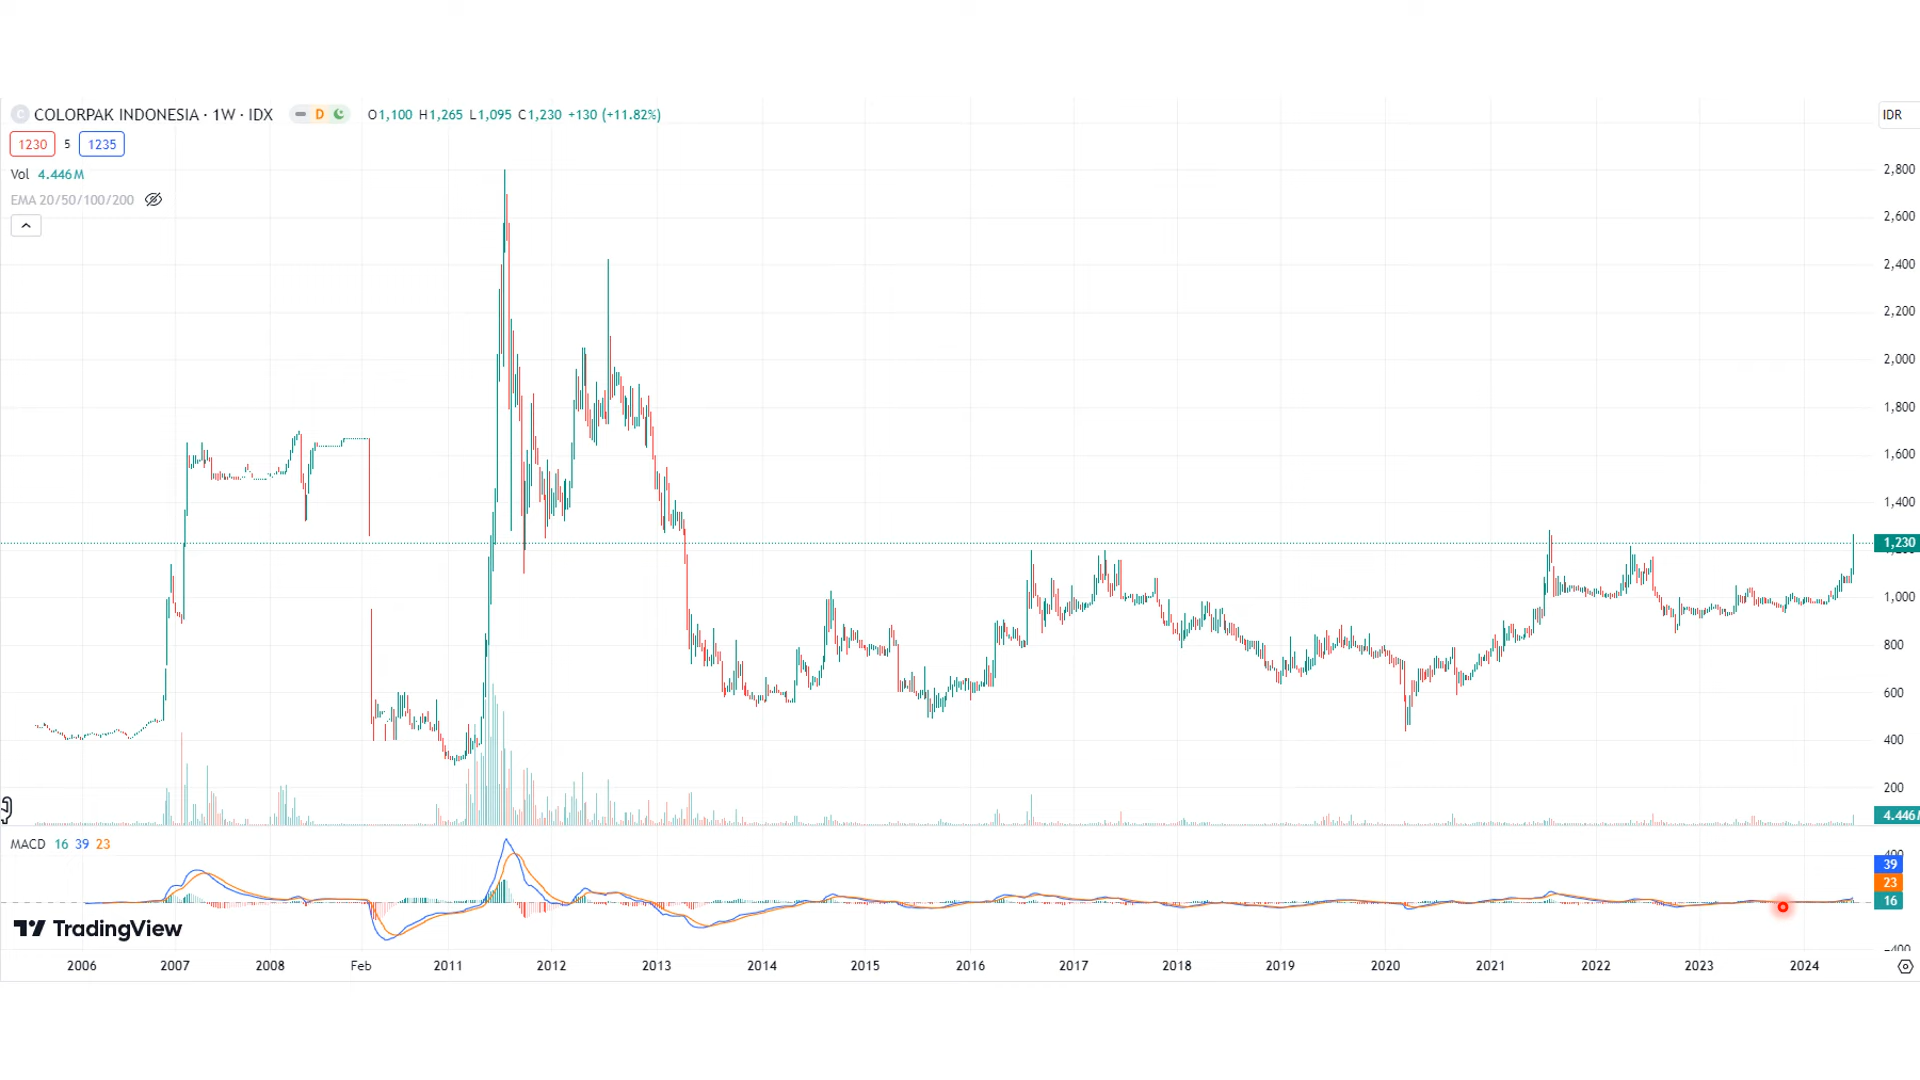 COLORPAK INDONESIA · 1W · IDX D O1,100 H1,265 L1,095 C1,230 +130 (+11.82%)
IDR
1230 5 1235
Vol 4.446M
EMA 20/50/100/200
2,800
2,600
2,400
2,200
2,000
1,800
1,600
1,400
1,230
1,000
800
600
400
200
4.446M
MACD 16 39 23
400
39
23
16
TradingView
-400
2006 2007 2008 Feb 2011 2012 2013 2014 2015 2016 2017 2018 2019 2020 2021 2022 2023 2024